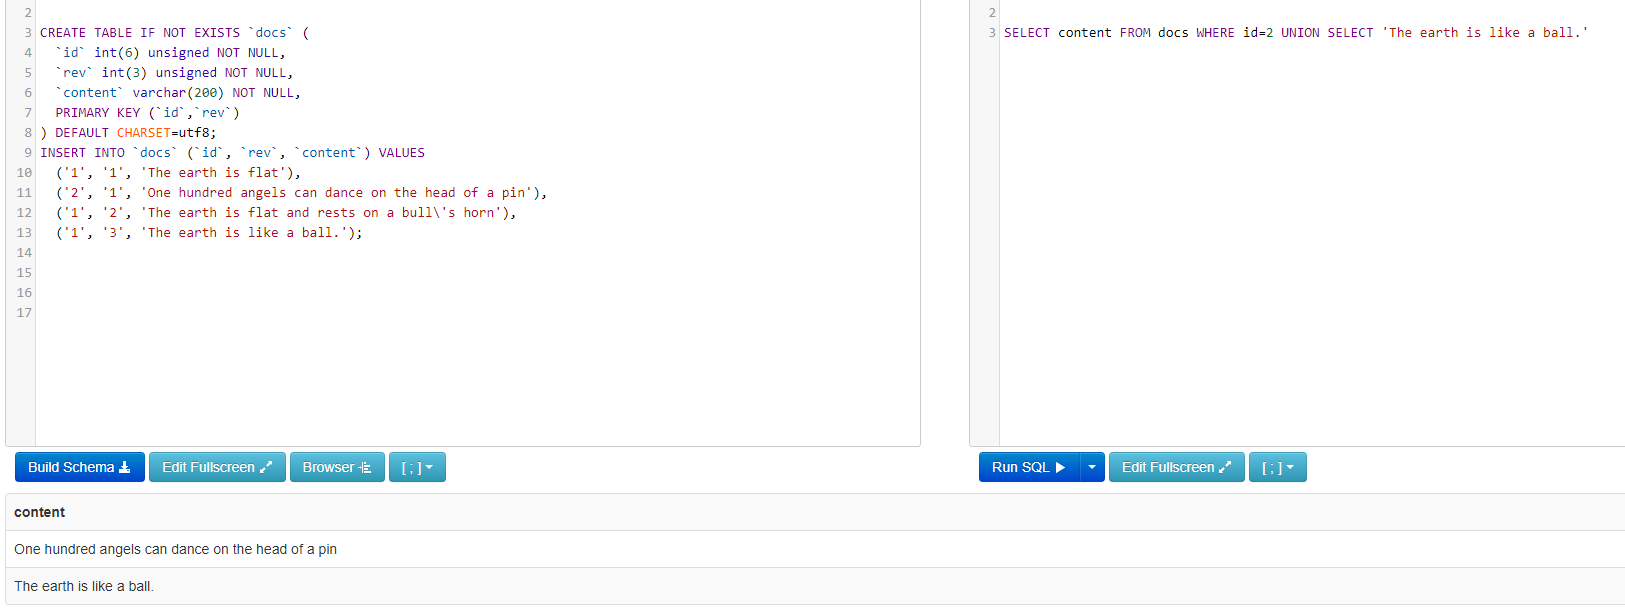 2
3 CREATE TABLE IF NOT EXISTS `docs` (
4 `id` int(6) unsigned NOT NULL,
5 `rev` int(3) unsigned NOT NULL,
6 `content` varchar(200) NOT NULL,
7 PRIMARY KEY (`id`,`rev`)
8 ) DEFAULT CHARSET=utf8;
9 INSERT INTO `docs` (`id`, `rev`, `content`) VALUES
10 ('1', '1', 'The earth is flat'),
11 ('2', '1', 'One hundred angels can dance on the head of a pin'),
12 ('1', '2', 'The earth is flat and rests on a bull\'s horn'),
13 ('1', '3', 'The earth is like a ball.');
14
15
16
17
2
3 SELECT content FROM docs WHERE id=2 UNION SELECT 'The earth is like a ball.'
Build Schema Edit Fullscreen Browser [ ; ]
Run SQL Edit Fullscreen [ ; ]
content
One hundred angels can dance on the head of a pin
The earth is like a ball.